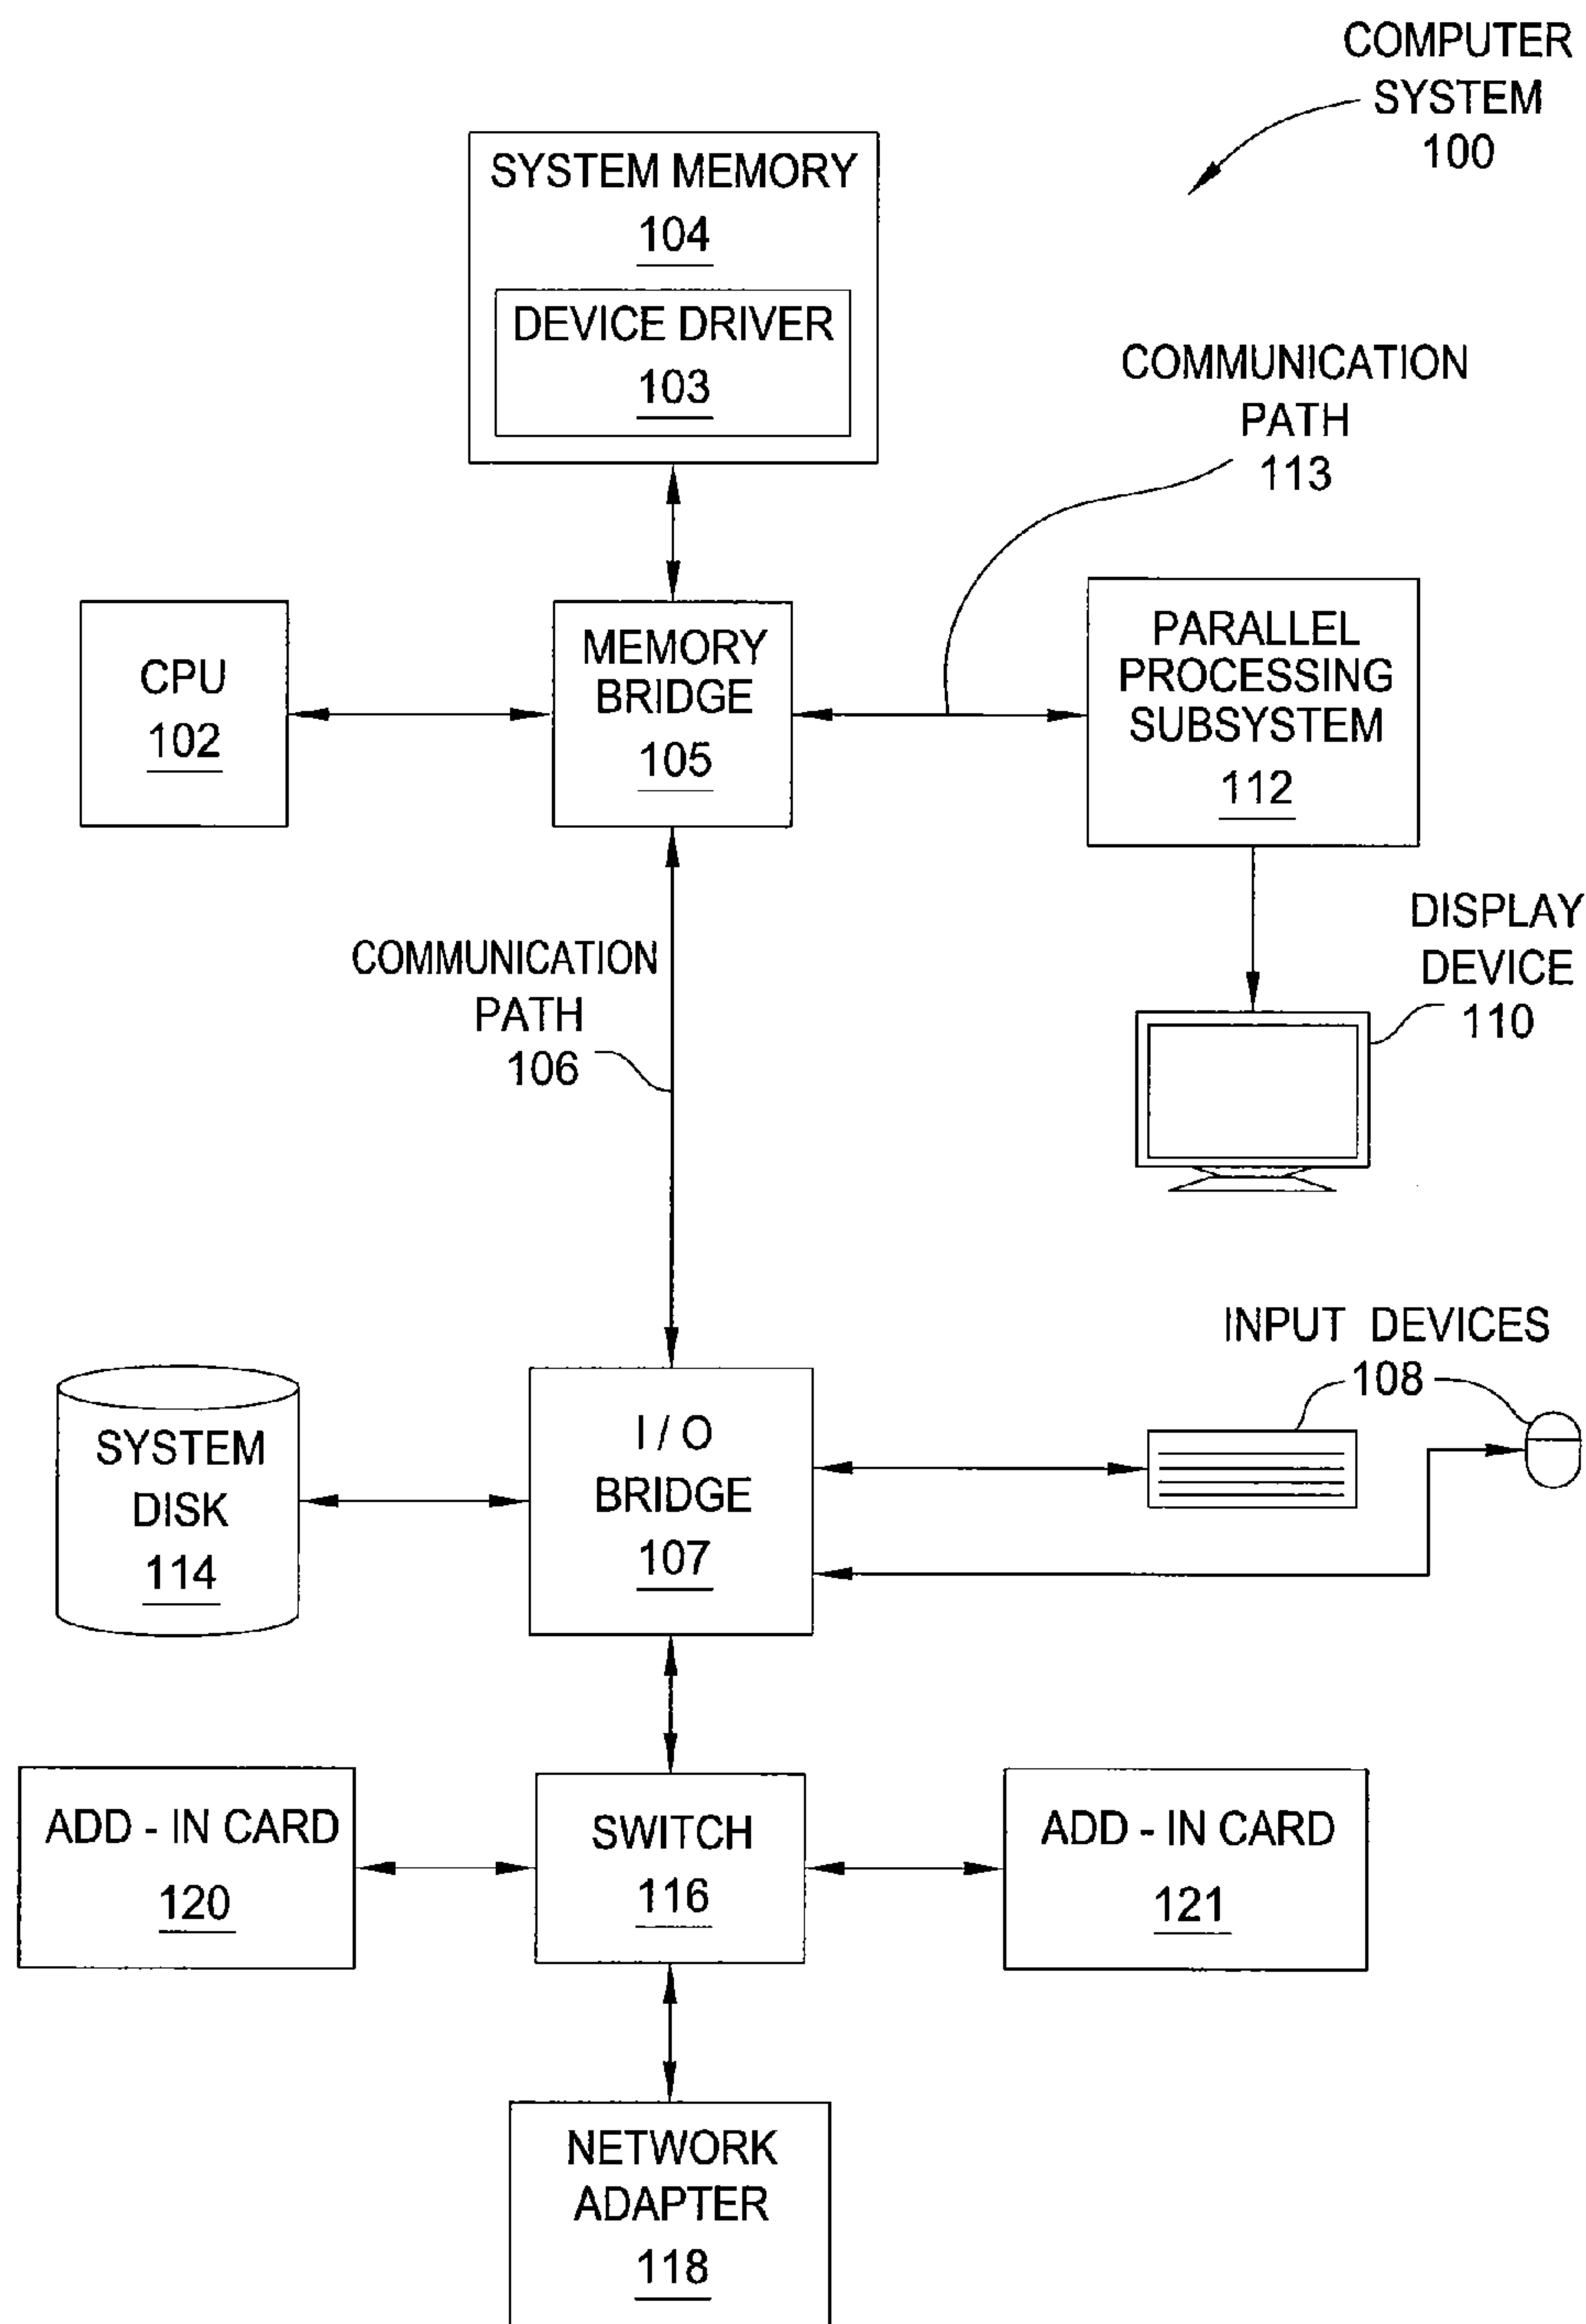 COMPUTER
SYSTEM
100
SYSTEM MEMORY
104
DEVICE DRIVER
103
COMMUNICATION
PATH
113
CPU
102
MEMORY
BRIDGE
105
PARALLEL
PROCESSING
SUBSYSTEM
112
DISPLAY
DEVICE
110
COMMUNICATION
PATH
106
INPUT DEVICES
108
SYSTEM
DISK
114
I / O
BRIDGE
107
ADD - IN CARD
120
SWITCH
116
ADD - IN CARD
121
NETWORK
ADAPTER
118